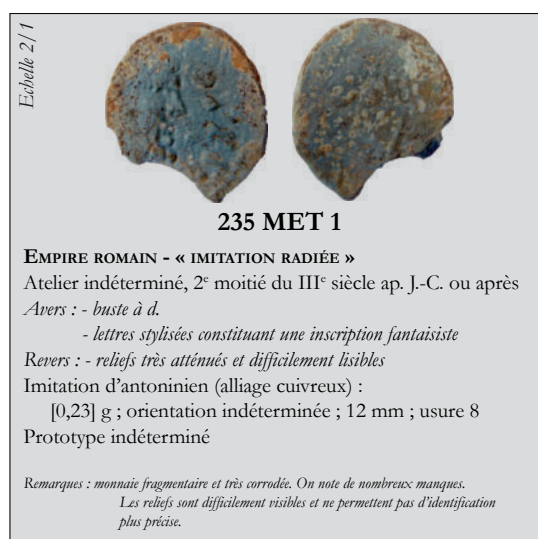 Echelle 2/1
235 MET 1
EMPIRE ROMAIN - « IMITATION RADIÉE »
Atelier indéterminé, 2e moitié du IIIe siècle ap. J.-C. ou après
Avers : - buste à d.
- lettres stylisées constituant une inscription fantaisiste
Revers : - reliefs très atténués et difficilement lisibles
Imitation d'antoninien (alliage cuivreux) :
[0,23] g ; orientation indéterminée ; 12 mm ; usure 8
Prototype indéterminé
Remarques : monnaie fragmentaire et très corrodée. On note de nombreux manques.
Les reliefs sont difficilement visibles et ne permettent pas d'identification
plus précise.